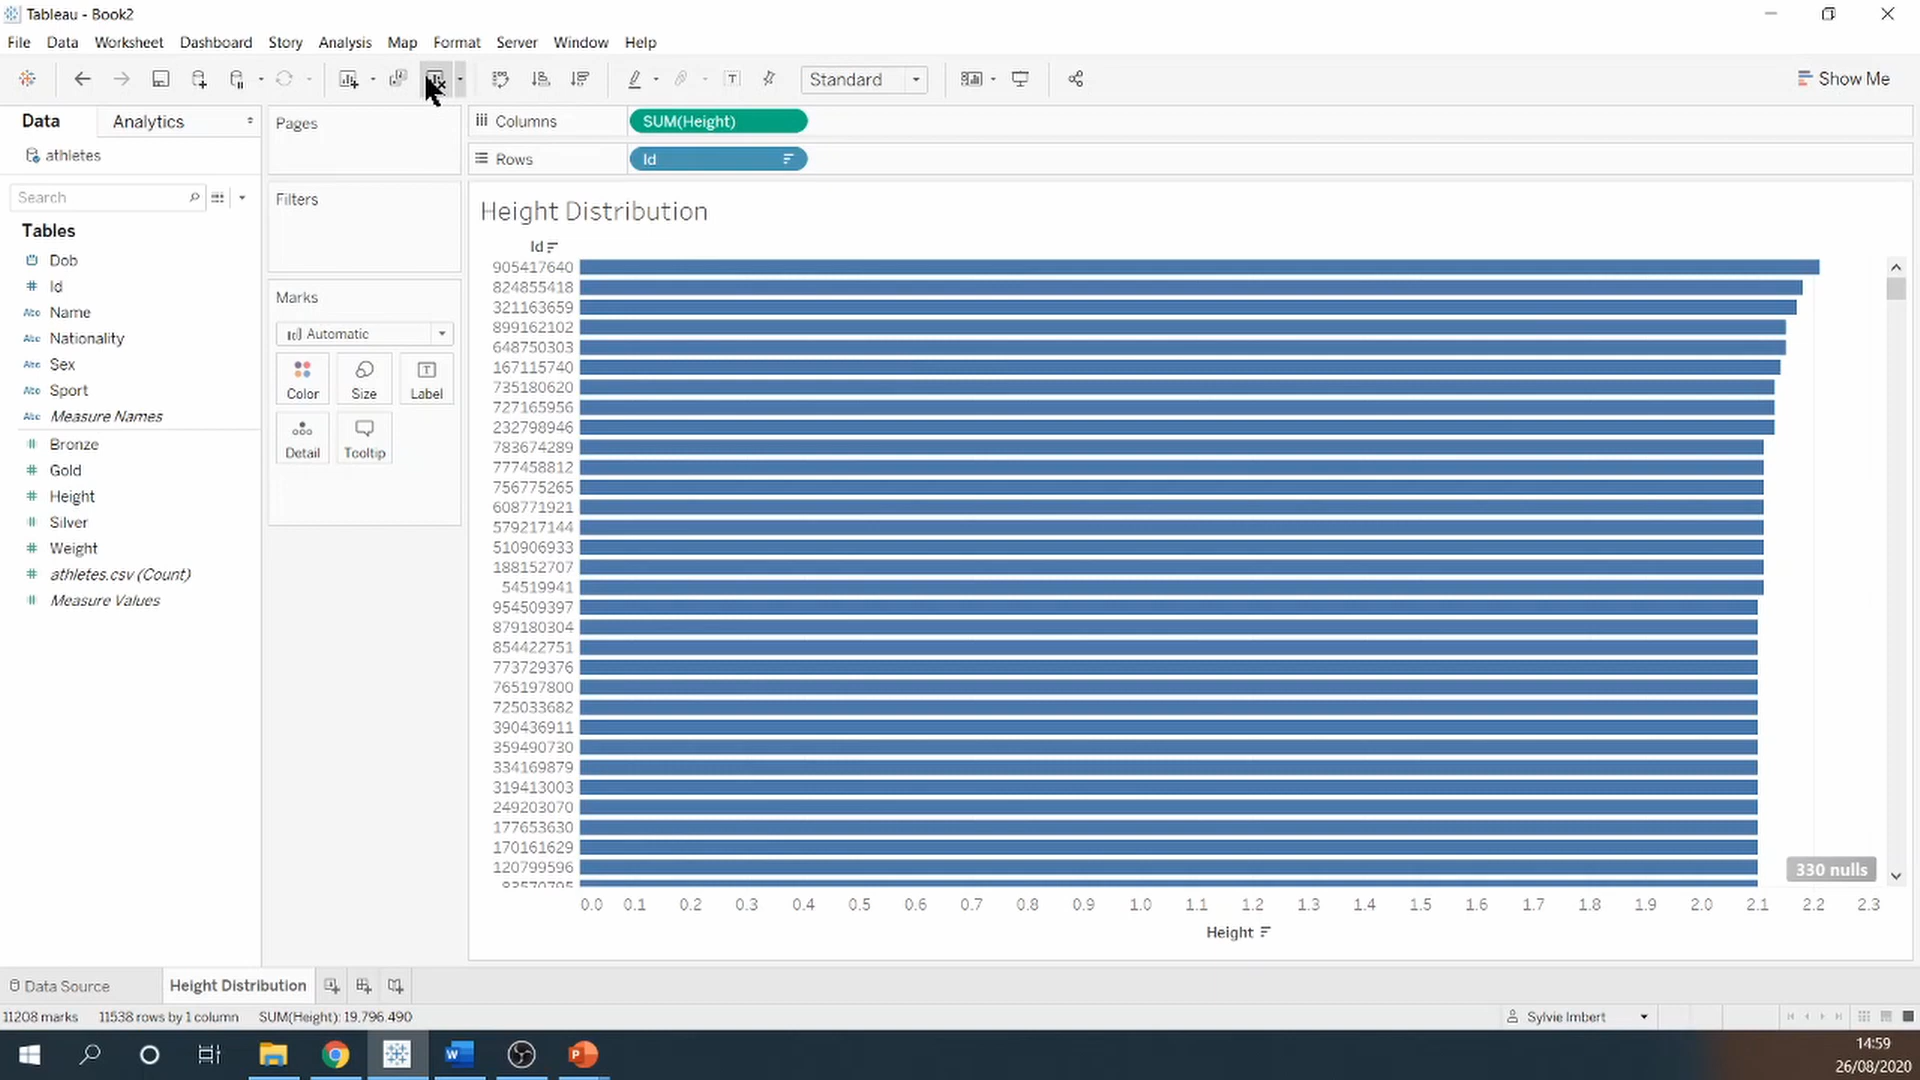 Tableau - Book2
File Data Worksheet Dashboard Story Analysis Map Format Server Window Help
Standard
Show Me
Data
Analytics
athletes
Search
Tables
Dob
Id
Abc Name
Abc Nationality
Abc Sex
Abc Sport
Abc Measure Names
Bronze
Gold
Height
Silver
Weight
athletes.csv (Count)
Measure Values
Pages
Filters
Marks
Automatic
Color Size Label
Detail Tooltip
Columns SUM(Height)
Rows Id
Height Distribution
Id
905417640
824855418
321163659
899162102
648750303
167115740
735180620
727165956
232798946
783674289
777458812
756775265
608771921
579217144
510906933
188152707
54519941
954509397
879180304
854422751
773729376
765197800
725033682
390436911
359490730
334169879
319413003
249203070
177653630
170161629
120799596
330 nulls
0.0 0.1 0.2 0.3 0.4 0.5 0.6 0.7 0.8 0.9 1.0 1.1 1.2 1.3 1.4 1.5 1.6 1.7 1.8 1.9 2.0 2.1 2.2 2.3
Height
Data Source Height Distribution
11208 marks 11538 rows by 1 column SUM(Height): 19.796.490
Sylvie Imbert
14:59
26/08/2020